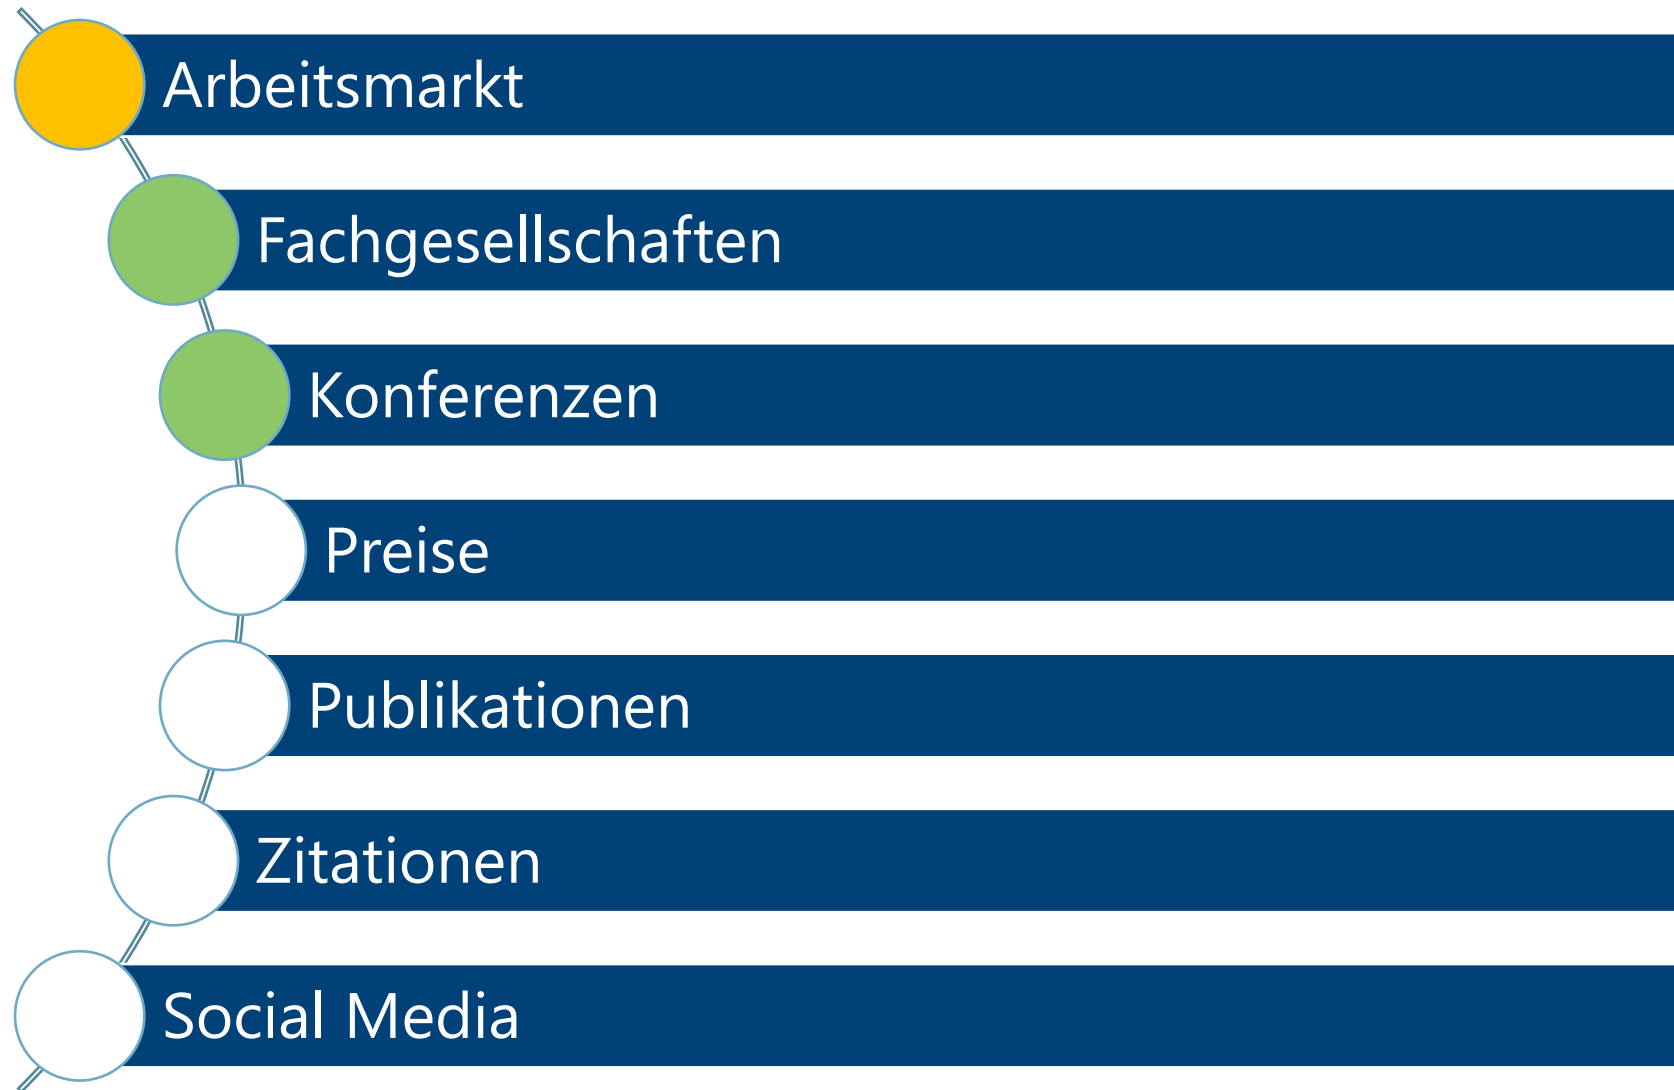 Arbeitsmarkt
Fachgesellschaften
Konferenzen
Preise
Publikationen
Zitationen
Social Media